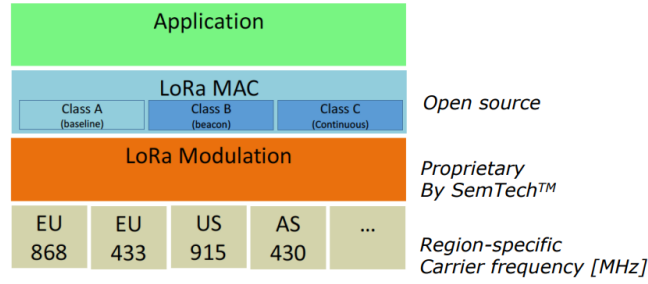 Application
LoRa MAC
Class A
(baseline)
Class B
(beacon)
Class C
(Continuous)
Open source
LoRa Modulation
Proprietary
By SemTech™
EU
868
EU
433
US
915
AS
430
...
Region-specific
Carrier frequency [MHz]